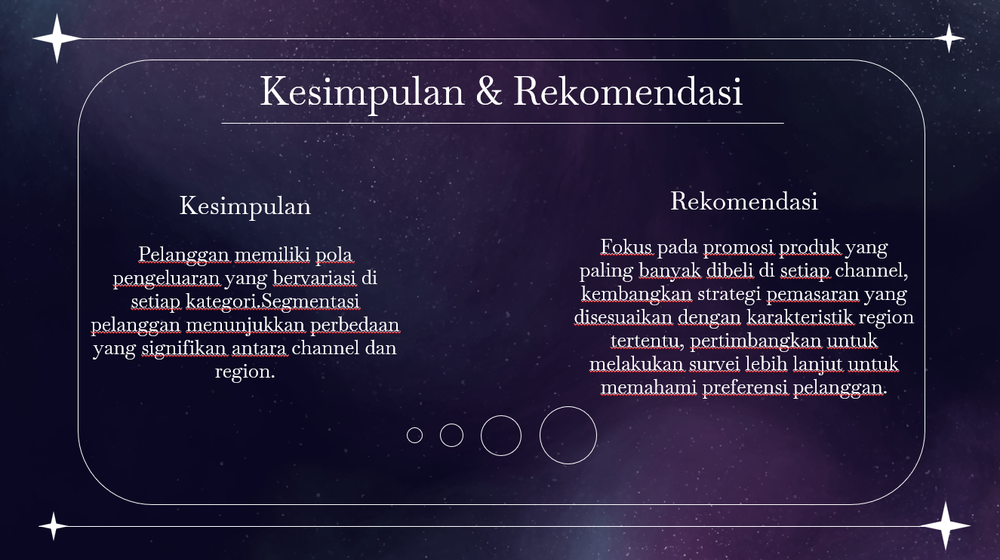 Kesimpulan & Rekomendasi
Kesimpulan
Pelanggan memiliki pola
pengeluaran yang bervariasi di
setiap kategori.Segmentasi
pelanggan menunjukkan perbedaan
yang signifikan antara channel dan
region.
Rekomendasi
Fokus pada promosi produk yang
paling banyak dibeli di setiap channel,
kembangkan strategi pemasaran yang
disesuaikan dengan karakteristik region
tertentu, pertimbangkan untuk
melakukan survei lebih lanjut untuk
memahami preferensi pelanggan.